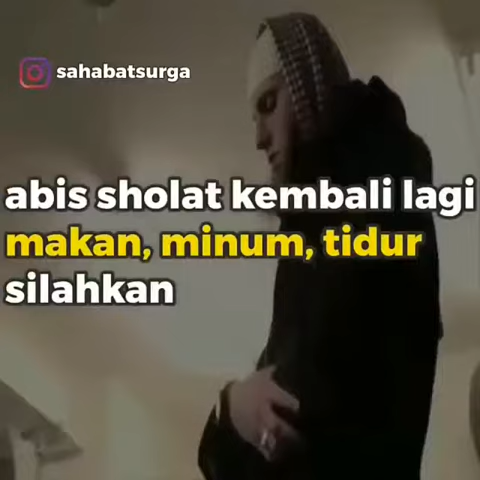 sahabatsurga
abis sholat kembali lagi
makan, minum, tidur
silahkan